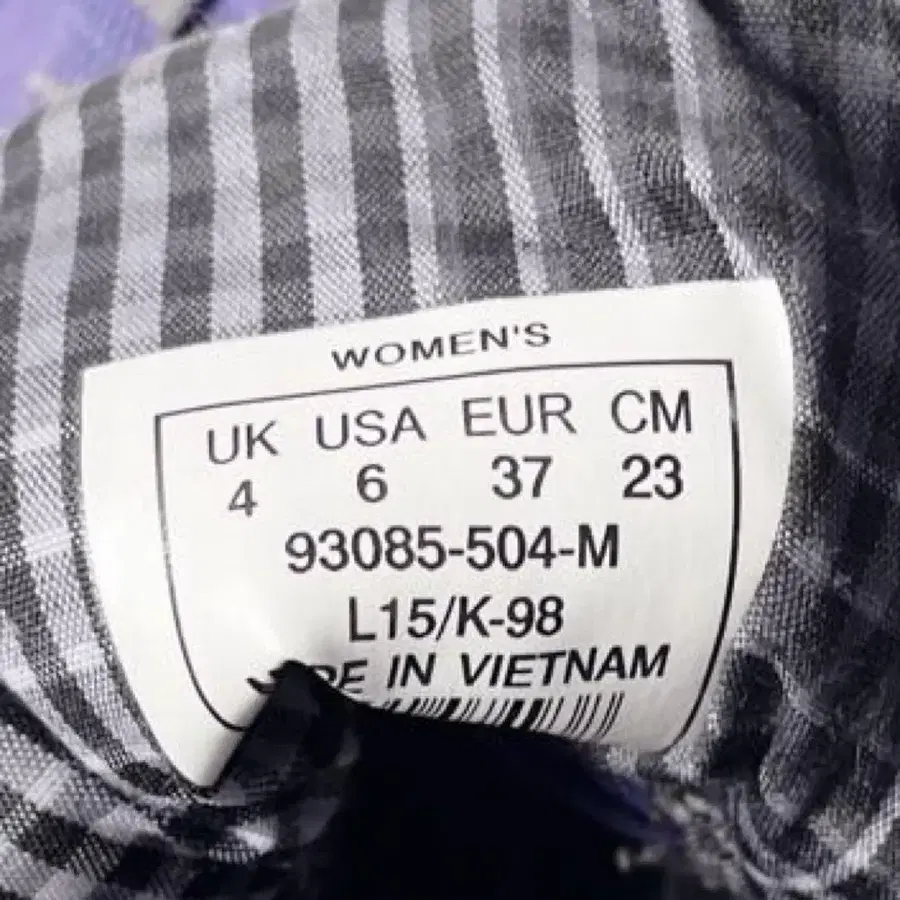 WOMEN'S
UK USA EUR CM
4 6 37 23
93085-504-M
L15/K-98
IN VIETNAM